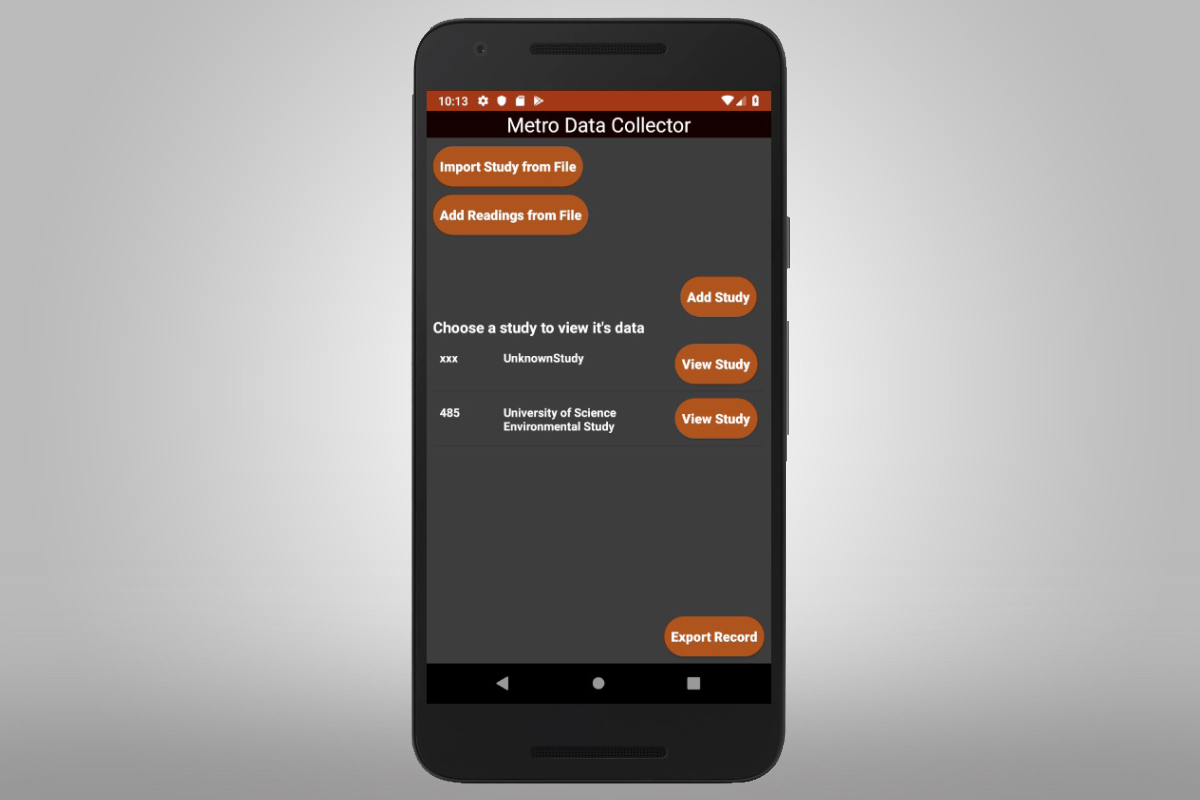 10:13
Metro Data Collector
Import Study from File
Add Readings from File
Add Study
Choose a study to view it's data
xxx UnknownStudy View Study
485 University of Science
Environmental Study View Study
Export Record